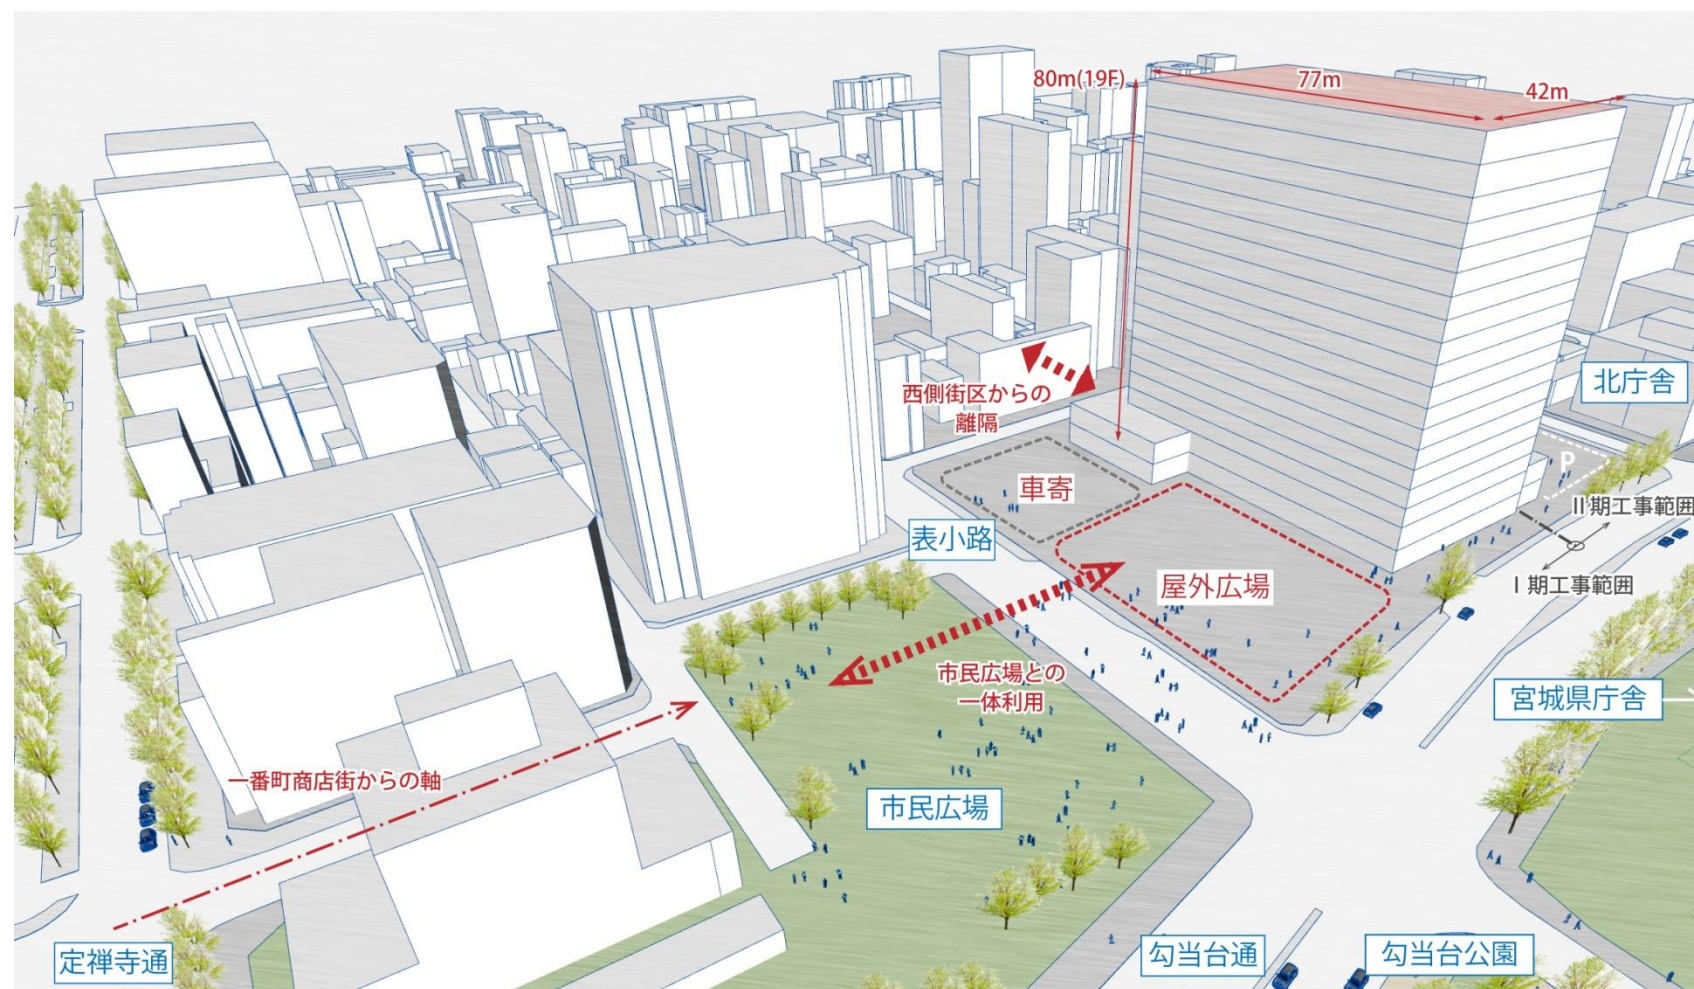 80m(19F)
77m
42m
北庁舎
西側街区からの
離隔
P
車寄
Ⅱ期工事範囲
表小路
屋外広場
Ⅰ期工事範囲
市民広場との
一体利用
宮城県庁舎
一番町商店街からの軸
市民広場
定禅寺通
勾当台通
勾当台公園